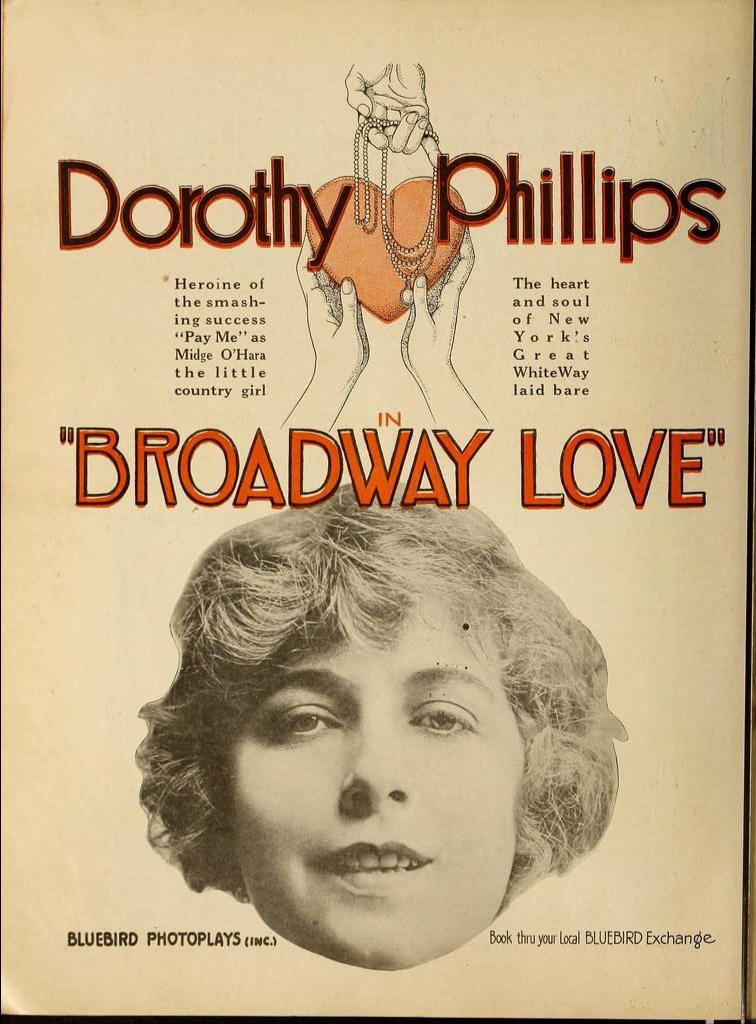 Dorothy Phillips
Heroine of
the smash-
ing success
"Pay Me" as
Midge O'Hara
the little
country girl
The heart
and soul
of New
York's
Great
WhiteWay
laid bare
IN
"BROADWAY LOVE"
BLUEBIRD PHOTOPLAYS (INC.)
Book thru your Local BLUEBIRD Exchange